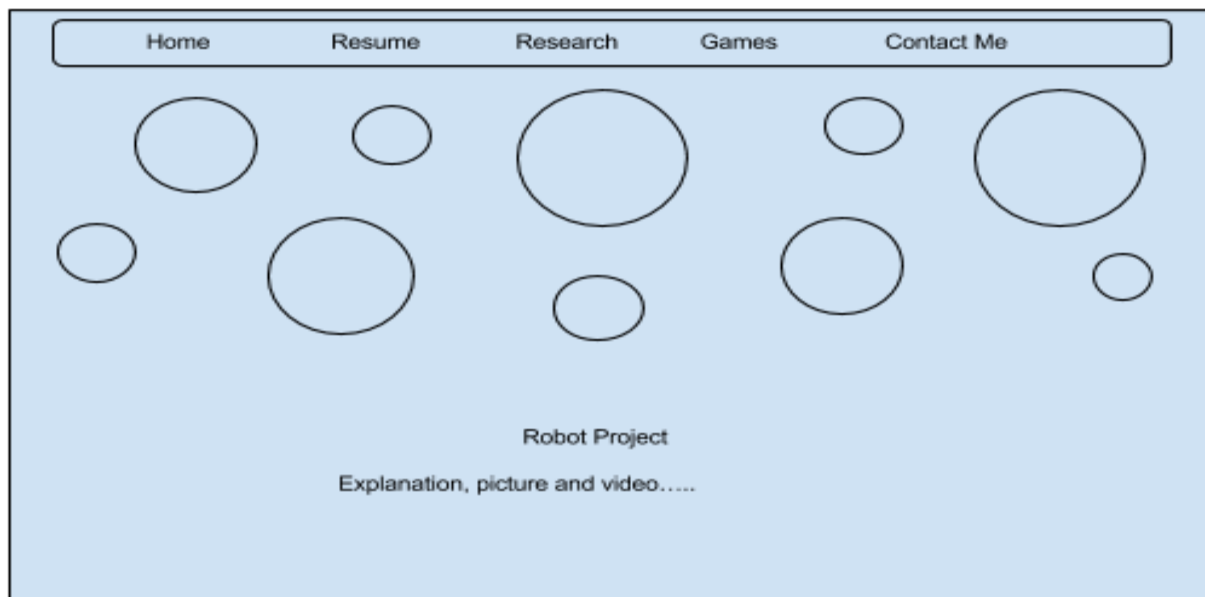 Home Resume Research Games Contact Me
Robot Project
Explanation, picture and video…..